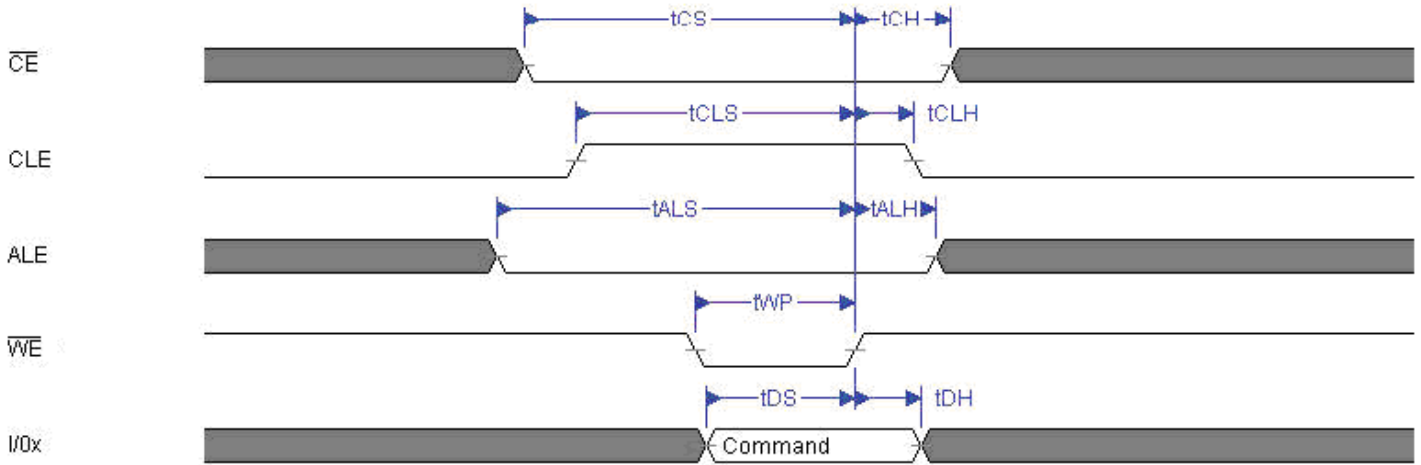 tCS tCH
CE
tCLS tCLH
CLE
tALS tALH
ALE
tWP
WE
tDS tDH
I/0x Command